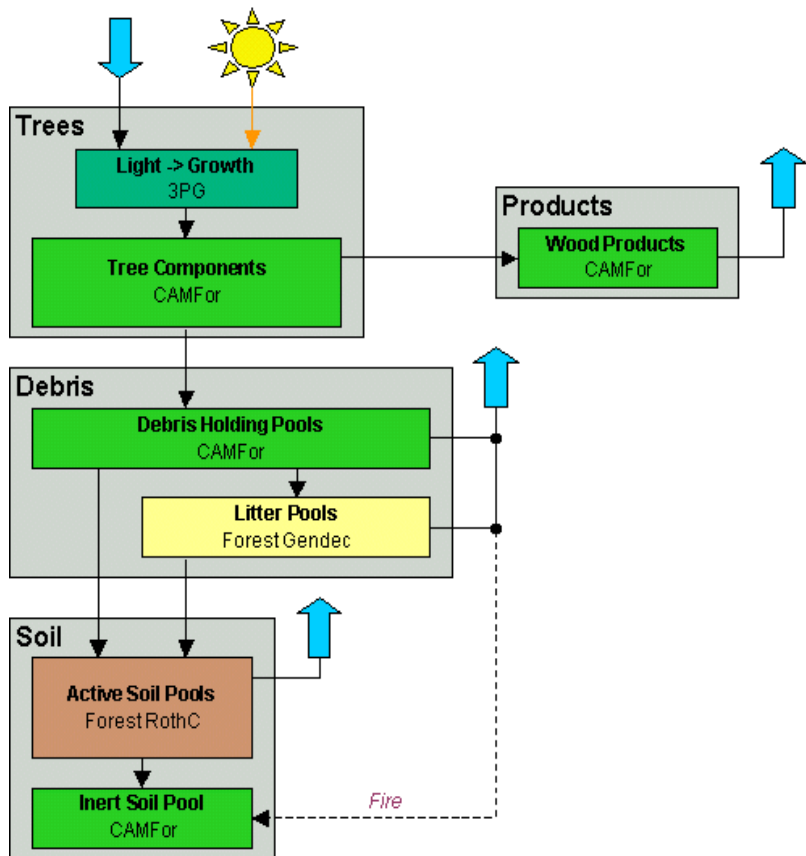 Trees
Light -> Growth
3PG
Tree Components
CAMFor
Products
Wood Products
CAMFor
Debris
Debris Holding Pools
CAMFor
Litter Pools
Forest Gendec
Soil
Active Soil Pools
Forest RothC
Inert Soil Pool
CAMFor
Fire